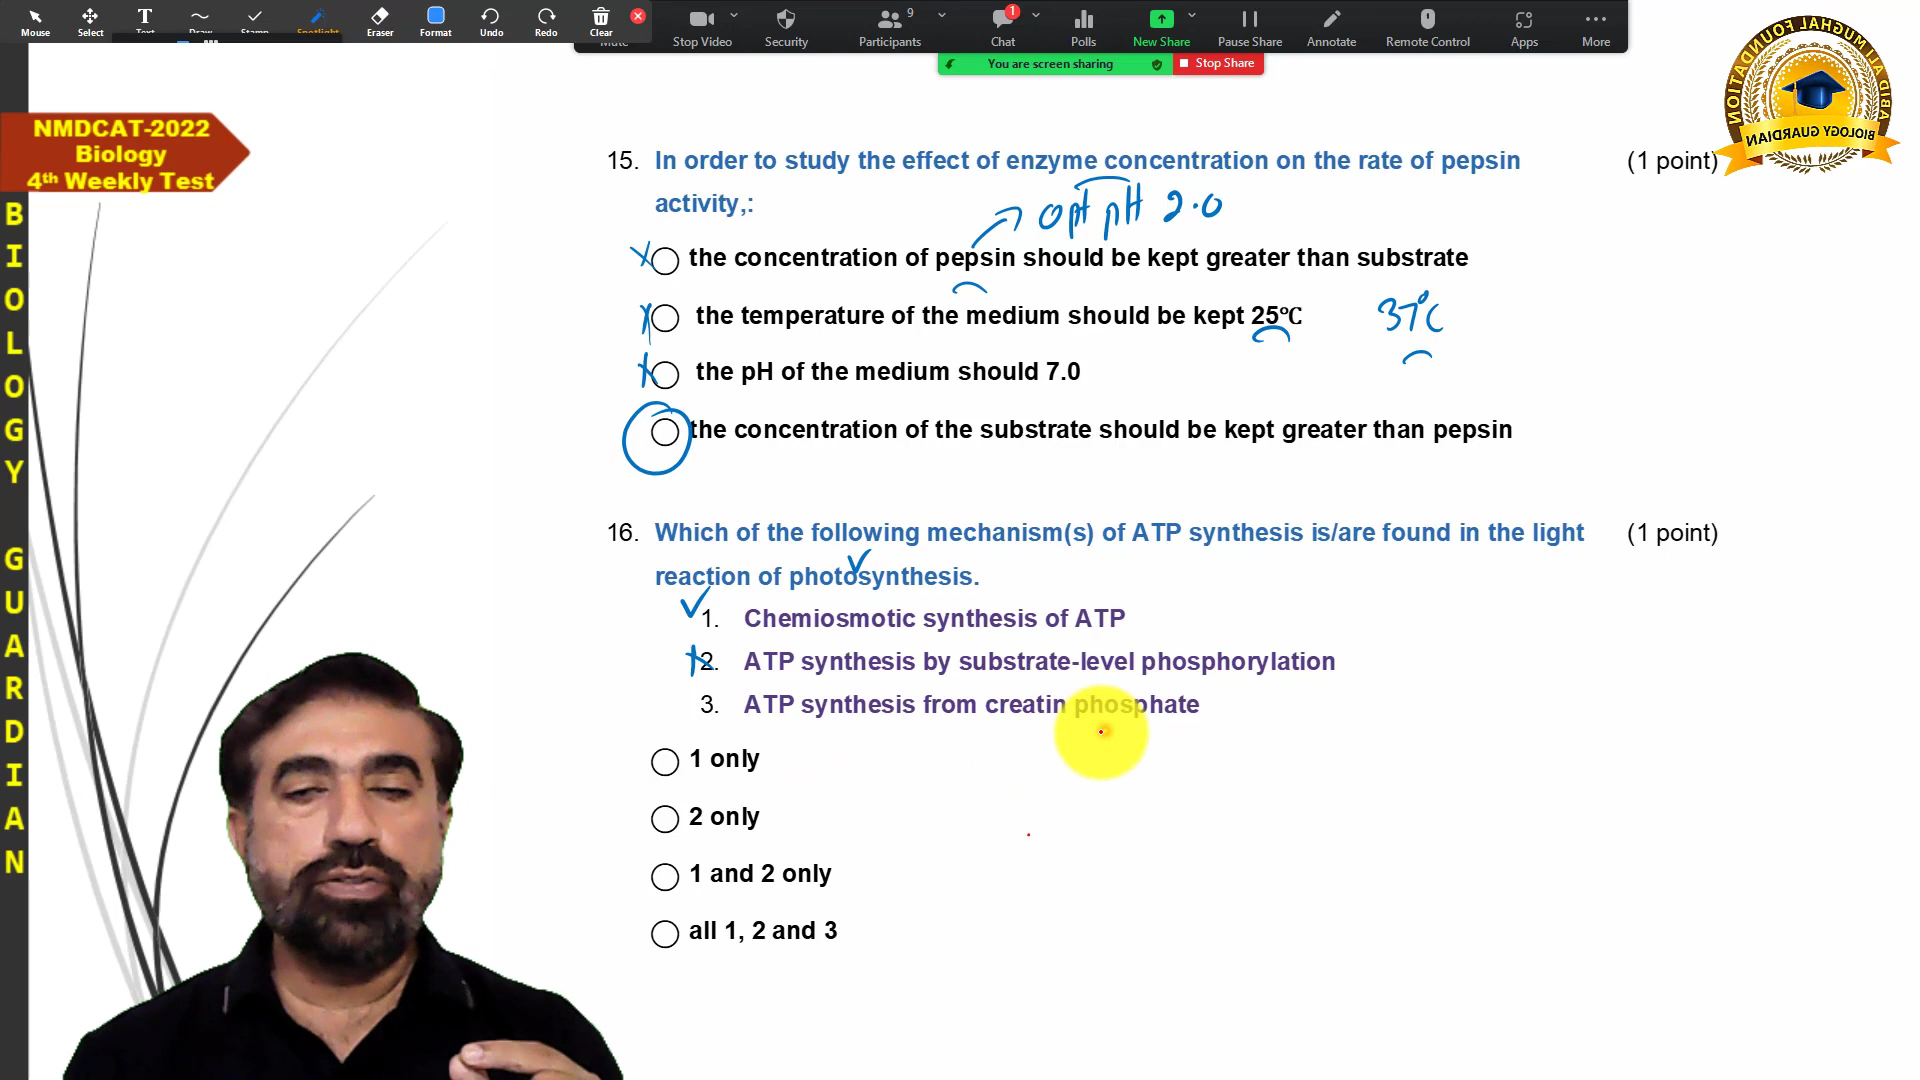 Mouse
Select
Text
Draw
Stamp
Spotlight
Eraser
Format
Undo
Redo
Clear
Mute
Stop Video
Security
9
Participants
1
Chat
Polls
New Share
Pause Share
Annotate
Remote Control
Apps
More
You are screen sharing
Stop Share
ABID ALI MUGHAL FOUNDATION
BIOLOGY GUARDIAN
NMDCAT-2022
Biology
4th Weekly Test
BIOLOGY GUARDIAN
15. In order to study the effect of enzyme concentration on the rate of pepsin (1 point)
activity,:
opt pH 2.0
the concentration of pepsin should be kept greater than substrate
the temperature of the medium should be kept 25℃
37°C
the pH of the medium should 7.0
the concentration of the substrate should be kept greater than pepsin
16. Which of the following mechanism(s) of ATP synthesis is/are found in the light (1 point)
reaction of photosynthesis.
1. Chemiosmotic synthesis of ATP
2. ATP synthesis by substrate-level phosphorylation
3. ATP synthesis from creatin phosphate
1 only
2 only
1 and 2 only
all 1, 2 and 3